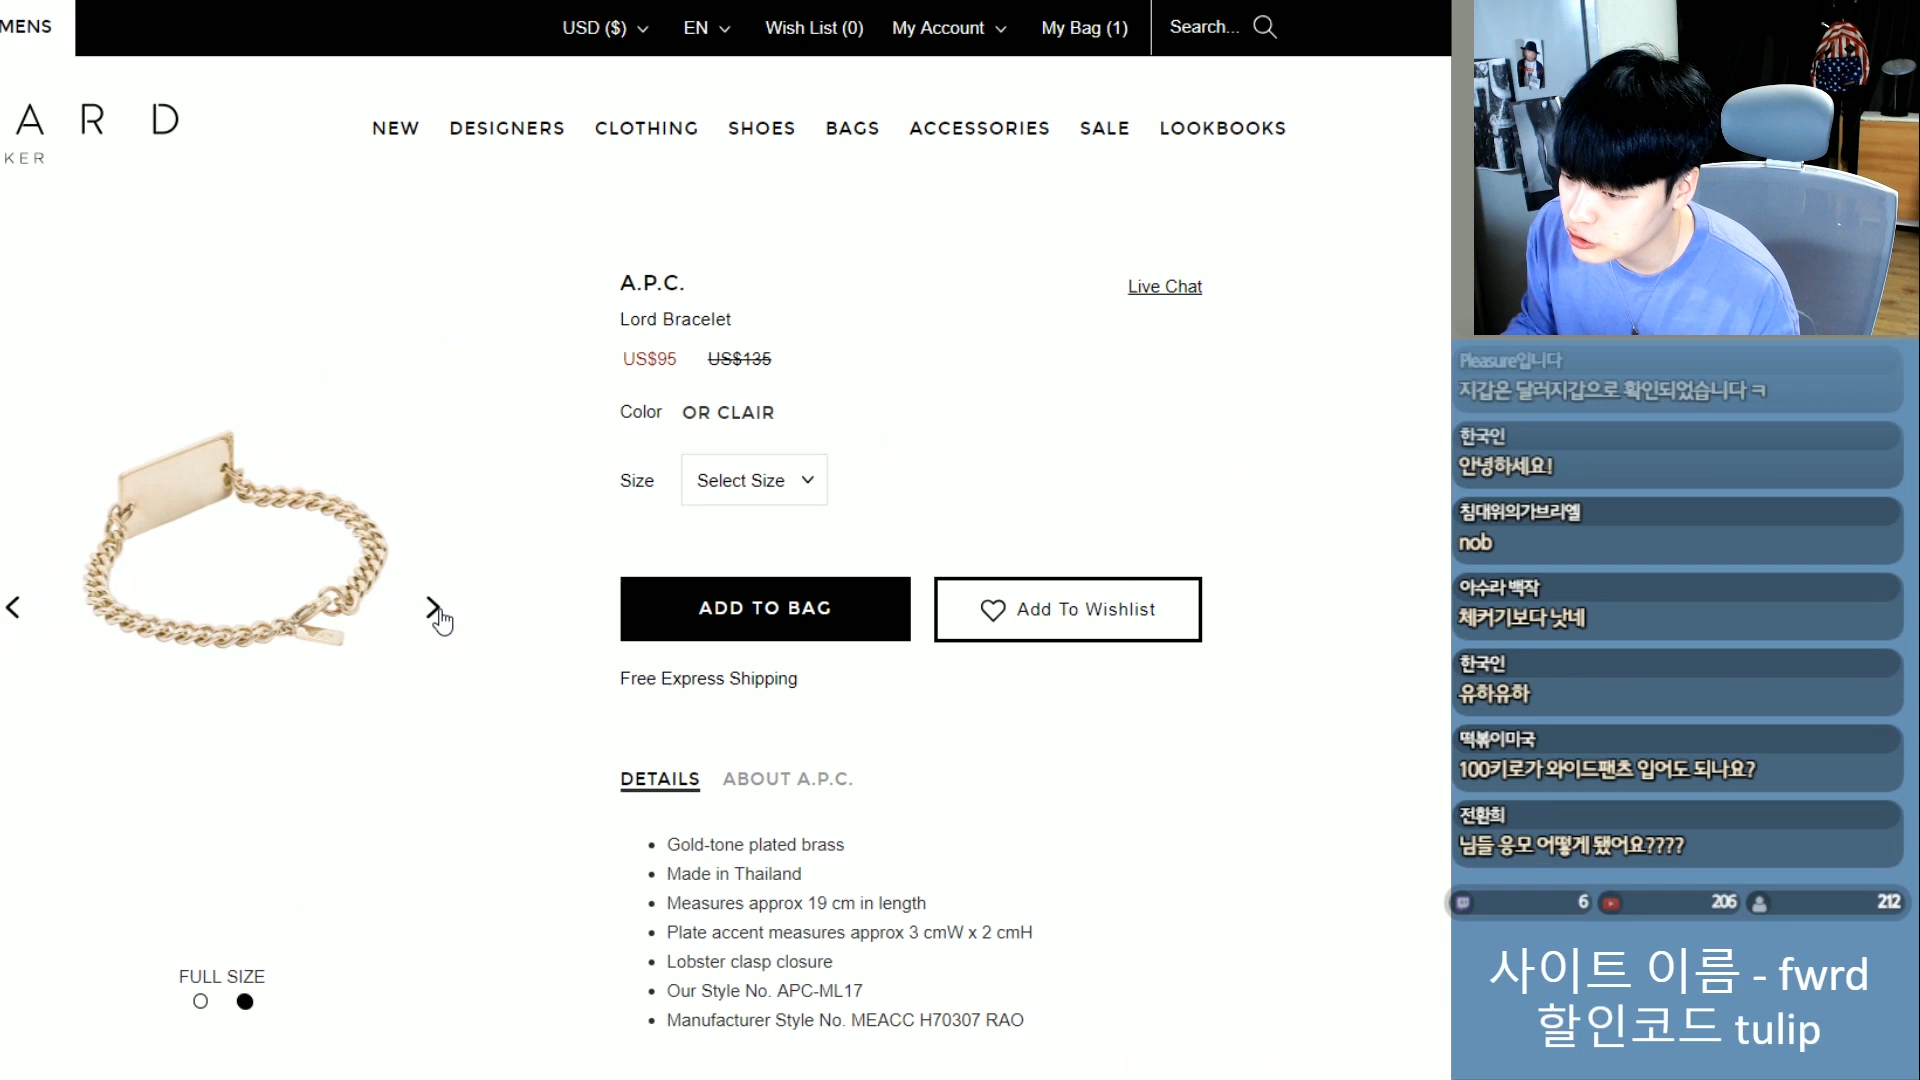 MENS
USD ($)
EN
Wish List (0)
My Account
My Bag (1)
Search...
A R D
KER
NEW
DESIGNERS
CLOTHING
SHOES
BAGS
ACCESSORIES
SALE
LOOKBOOKS
A.P.C.
Live Chat
Lord Bracelet
US$95 US$135
Color OR CLAIR
Size Select Size
ADD TO BAG
Add To Wishlist
Free Express Shipping
DETAILS
ABOUT A.P.C.
Gold-tone plated brass
Made in Thailand
Measures approx 19 cm in length
Plate accent measures approx 3 cmW x 2 cmH
Lobster clasp closure
Our Style No. APC-ML17
Manufacturer Style No. MEACC H70307 RAO
FULL SIZE
Pleasure입니다
지갑은 달러지갑으로 확인되었습니다 ㅋ
한국인
안녕하세요!
침대위의가브리엘
nob
아수라 백작
체커기보다 낫네
한국인
유하유하
떡볶이미국
100키로가 와이드팬츠 입어도 되나요?
전환희
님들 응모 어떻게 됐어요????
6 206 212
사이트 이름 - fwrd
할인코드 tulip